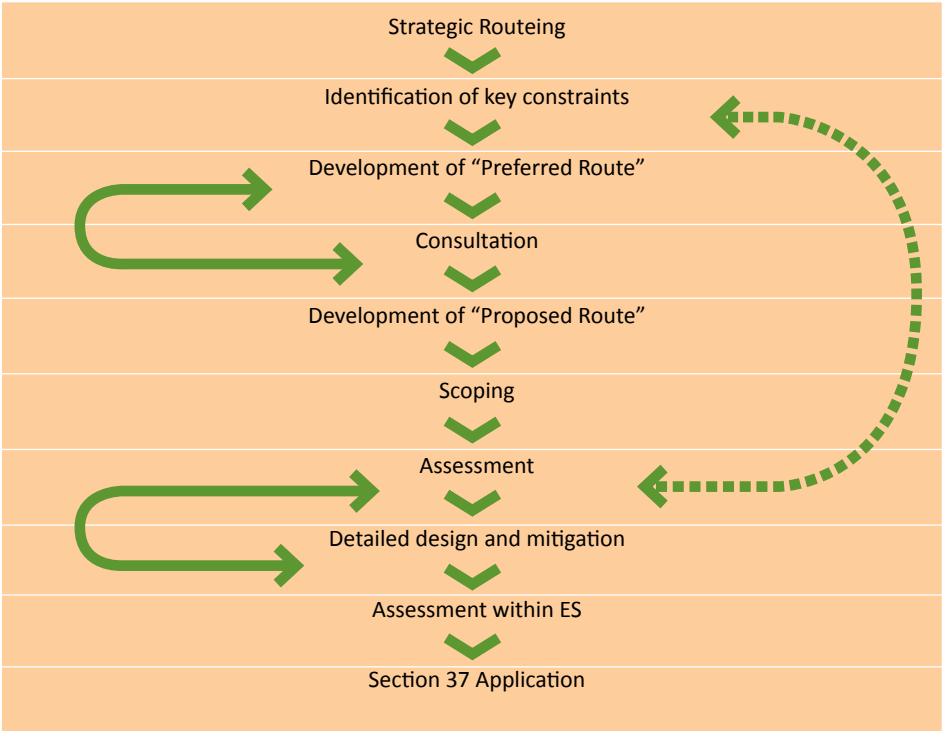 Strategic Routeing
Identification of key constraints
Development of “Preferred Route”
Consultation
Development of “Proposed Route”
Scoping
Assessment
Detailed design and mitigation
Assessment within ES
Section 37 Application